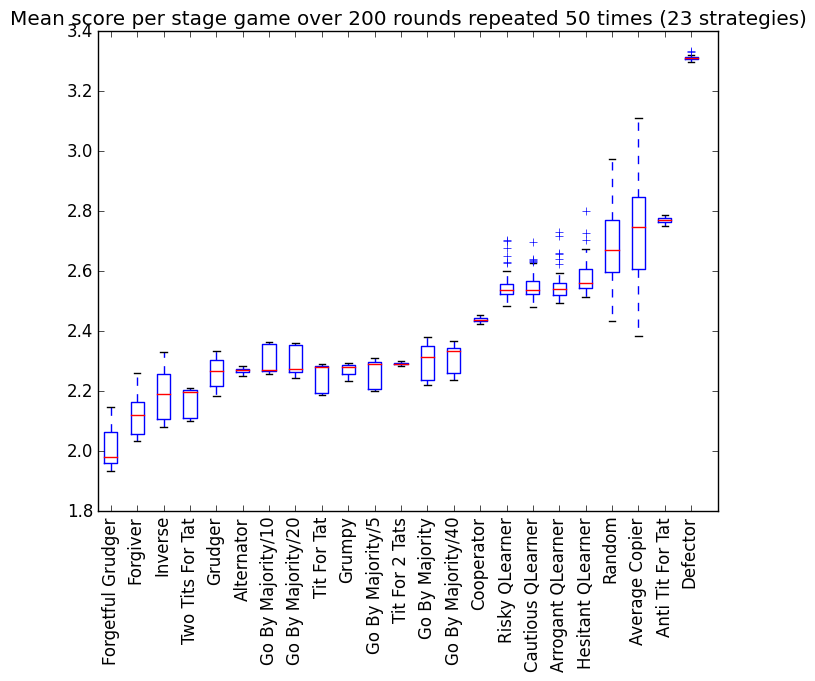 Mean score per stage game over 200 rounds repeated 50 times (23 strategies)
3.4
3.2
3.0
2.8
2.6
2.4
2.2
2.0
1.8
Forgetful Grudger
Forgiver
Inverse
Two Tits For Tat
Grudger
Alternator
Go By Majority/10
Go By Majority/20
Tit For Tat
Grumpy
Go By Majority/5
Tit For 2 Tats
Go By Majority
Go By Majority/40
Cooperator
Risky QLearner
Cautious QLearner
Arrogant QLearner
Hesitant QLearner
Random
Average Copier
Anti Tit For Tat
Defector